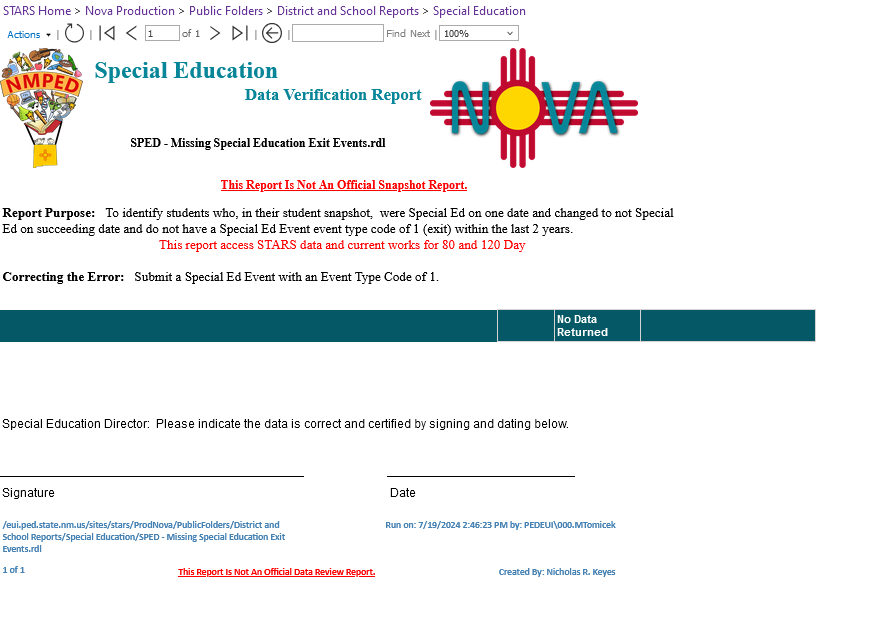 STARS Home > Nova Production > Public Folders > District and School Reports > Special Education
Actions | | 1 of 1 | | Find Next | 100%
NMPED
Special Education
Data Verification Report
NOVA
SPED - Missing Special Education Exit Events.rdl
This Report Is Not An Official Snapshot Report.
Report Purpose: To identify students who, in their student snapshot, were Special Ed on one date and changed to not Special
Ed on succeeding date and do not have a Special Ed Event event type code of 1 (exit) within the last 2 years.
This report access STARS data and current works for 80 and 120 Day
Correcting the Error: Submit a Special Ed Event with an Event Type Code of 1.
No Data
Returned
Special Education Director: Please indicate the data is correct and certified by signing and dating below.
Signature Date
/eui.ped.state.nm.us/sites/stars/ProdNova/PublicFolders/District and
School Reports/Special Education/SPED - Missing Special Education Exit
Events.rdl
Run on: 7/19/2024 2:46:23 PM by: PEDEUI\000.MTomicek
1 of 1
This Report Is Not An Official Data Review Report.
Created By: Nicholas R. Keyes